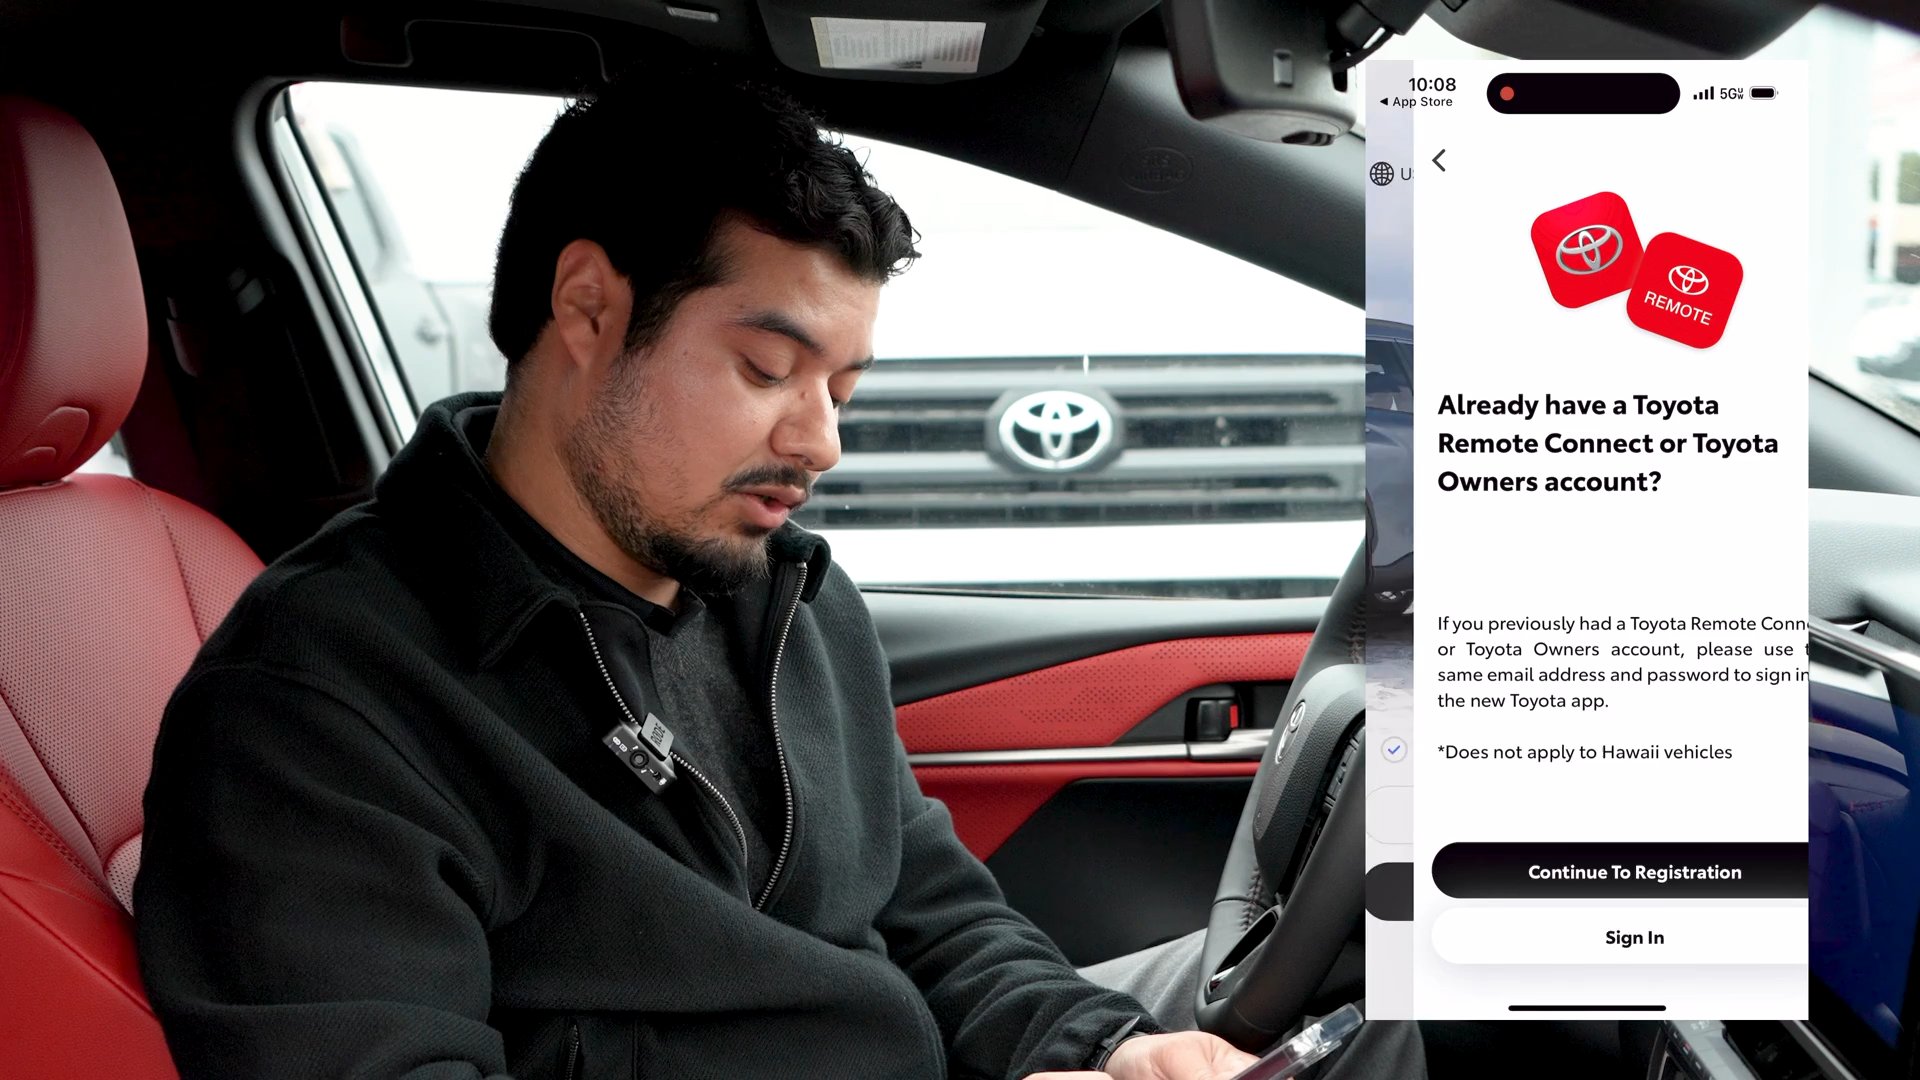 10:08
App Store
5G
REMOTE
Already have a Toyota
Remote Connect or Toyota
Owners account?
If you previously had a Toyota Remote
or Toyota Owners account, please use
same email address and password to sign in
the new Toyota app.
*Does not apply to Hawaii vehicles
Continue To Registration
Sign In
RODE